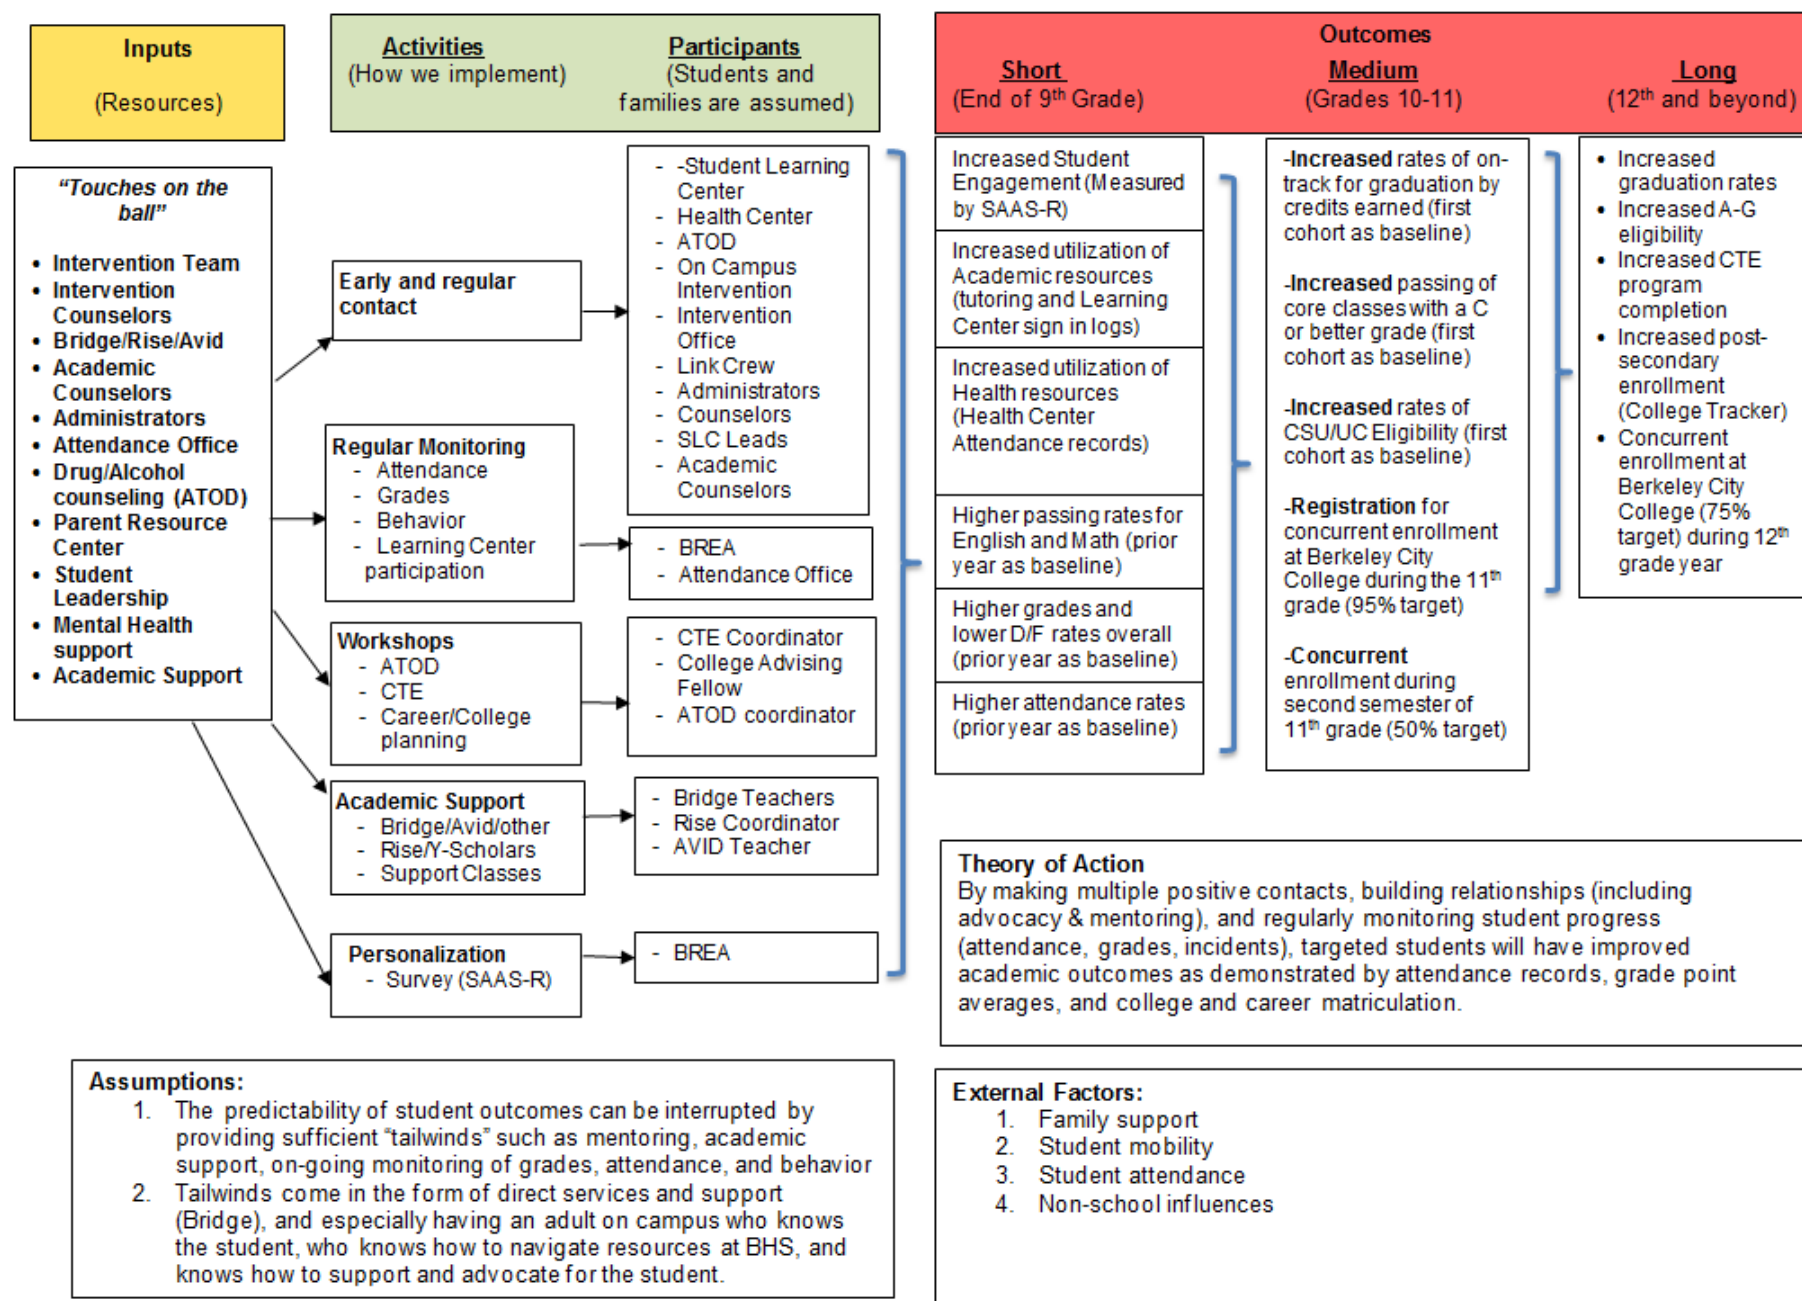 Inputs
(Resources)
Activities
(How we implement)
Participants
(Students and
families are assumed)
Outcomes
Short
(End of 9th Grade)
Medium
(Grades 10-11)
Long
(12th and beyond)
"Touches on the
ball"
• Intervention Team
• Intervention
Counselors
• Bridge/Rise/Avid
• Academic
Counselors
• Administrators
• Attendance Office
• Drug/Alcohol
counseling (ATOD)
• Parent Resource
Center
• Student
Leadership
• Mental Health
support
• Academic Support
Early and regular
contact
Regular Monitoring
- Attendance
- Grades
- Behavior
- Learning Center
participation
Workshops
- ATOD
- CTE
- Career/College
planning
Academic Support
- Bridge/Avid/other
- Rise/Y-Scholars
- Support Classes
Personalization
- Survey (SAAS-R)
- -Student Learning
Center
- Health Center
- ATOD
- On Campus
Intervention
- Intervention
Office
- Link Crew
- Administrators
- Counselors
- SLC Leads
- Academic
Counselors
- BREA
- Attendance Office
- CTE Coordinator
- College Advising
Fellow
- ATOD coordinator
- Bridge Teachers
- Rise Coordinator
- AVID Teacher
- BREA
Increased Student
Engagement (Measured
by SAAS-R)
Increased utilization of
Academic resources
(tutoring and Learning
Center sign in logs)
Increased utilization of
Health resources
(Health Center
Attendance records)
Higher passing rates for
English and Math (prior
year as baseline)
Higher grades and
lower D/F rates overall
(prior year as baseline)
Higher attendance rates
(prior year as baseline)
-Increased rates of on-
track for graduation by
credits earned (first
cohort as baseline)
-Increased passing of
core classes with a C
or better grade (first
cohort as baseline)
-Increased rates of
CSU/UC Eligibility (first
cohort as baseline)
-Registration for
concurrent enrollment
at Berkeley City
College during the 11th
grade (95% target)
-Concurrent
enrollment during
second semester of
11th grade (50% target)
• Increased
graduation rates
• Increased A-G
eligibility
• Increased CTE
program
completion
• Increased post-
secondary
enrollment
(College Tracker)
• Concurrent
enrollment at
Berkeley City
College (75%
target) during 12th
grade year
Theory of Action
By making multiple positive contacts, building relationships (including
advocacy & mentoring), and regularly monitoring student progress
(attendance, grades, incidents), targeted students will have improved
academic outcomes as demonstrated by attendance records, grade point
averages, and college and career matriculation.
Assumptions:
1. The predictability of student outcomes can be interrupted by
providing sufficient "tailwinds" such as mentoring, academic
support, on-going monitoring of grades, attendance, and behavior
2. Tailwinds come in the form of direct services and support
(Bridge), and especially having an adult on campus who knows
the student, who knows how to navigate resources at BHS, and
knows how to support and advocate for the student.
External Factors:
1. Family support
2. Student mobility
3. Student attendance
4. Non-school influences